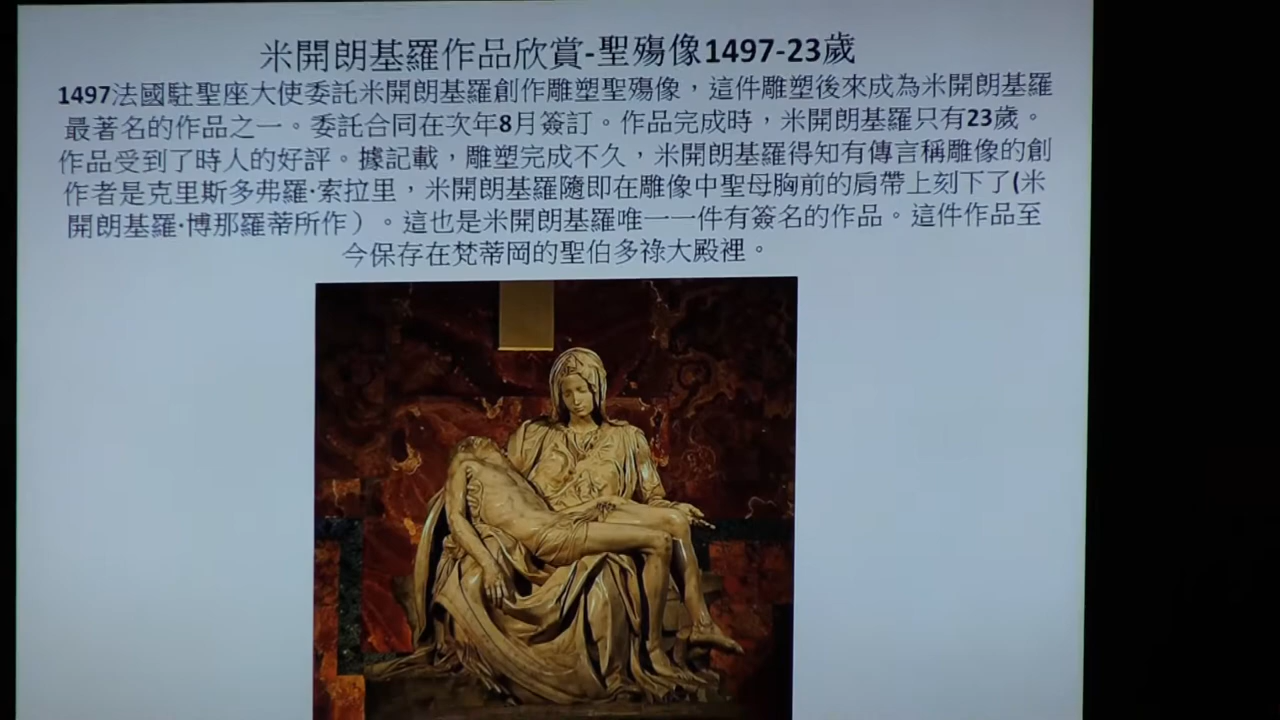 米開朗基羅作品欣賞-聖殤像1497-23歲
1497法國駐聖座大使委託米開朗基羅創作雕塑聖殤像，這件雕塑後來成為米開朗基羅
最著名的作品之一。委託合同在次年8月簽訂。作品完成時，米開朗基羅只有23歲。
作品受到了時人的好評。據記載，雕塑完成不久，米開朗基羅得知有傳言稱雕像的創
作者是克里斯多弗羅·索拉里，米開朗基羅隨即在雕像中聖母胸前的肩帶上刻下了(米
開朗基羅·博那羅蒂所作）。這也是米開朗基羅唯一一件有簽名的作品。這件作品至
今保存在梵蒂岡的聖伯多祿大殿裡。